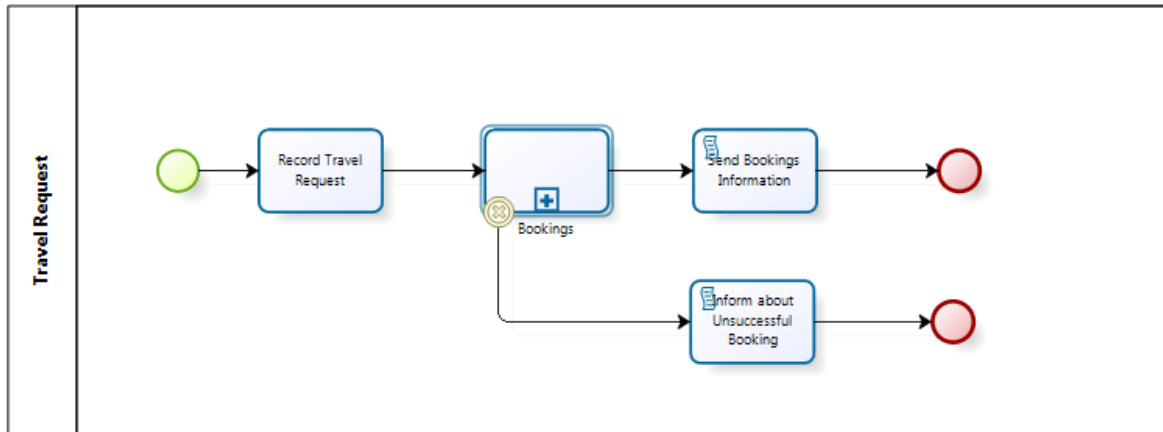 Travel Request
Record Travel
Request
Bookings
Send Bookings
Information
Inform about
Unsuccessful
Booking